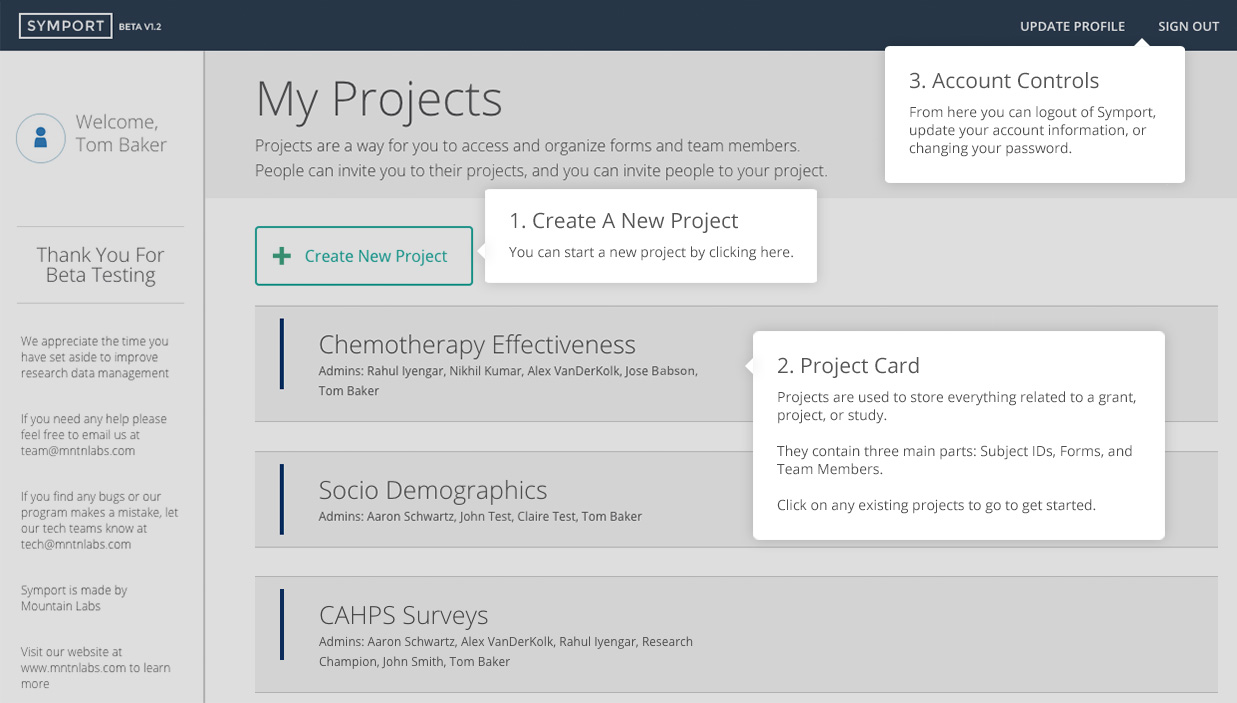 SYMPORT BETA V1.2
UPDATE PROFILE
SIGN OUT
Welcome,
Tom Baker
Thank You For
Beta Testing
We appreciate the time you
have set aside to improve
research data management
If you need any help please
feel free to email us at
team@mntnlabs.com
If you find any bugs or our
program makes a mistake, let
our tech teams know at
tech@mntnlabs.com
Symport is made by
Mountain Labs
Visit our website at
www.mntnlabs.com to learn
more
My Projects
Projects are a way for you to access and organize forms and team members.
People can invite you to their projects, and you can invite people to your project.
3. Account Controls
From here you can logout of Symport,
update your account information, or
changing your password.
Create New Project
1. Create A New Project
You can start a new project by clicking here.
Chemotherapy Effectiveness
Admins: Rahul Iyengar, Nikhil Kumar, Alex VanDerKolk, Jose Babson,
Tom Baker
2. Project Card
Projects are used to store everything related to a grant,
project, or study.
They contain three main parts: Subject IDs, Forms, and
Team Members.
Click on any existing projects to go to get started.
Socio Demographics
Admins: Aaron Schwartz, John Test, Claire Test, Tom Baker
CAHPS Surveys
Admins: Aaron Schwartz, Alex VanDerKolk, Rahul Iyengar, Research
Champion, John Smith, Tom Baker